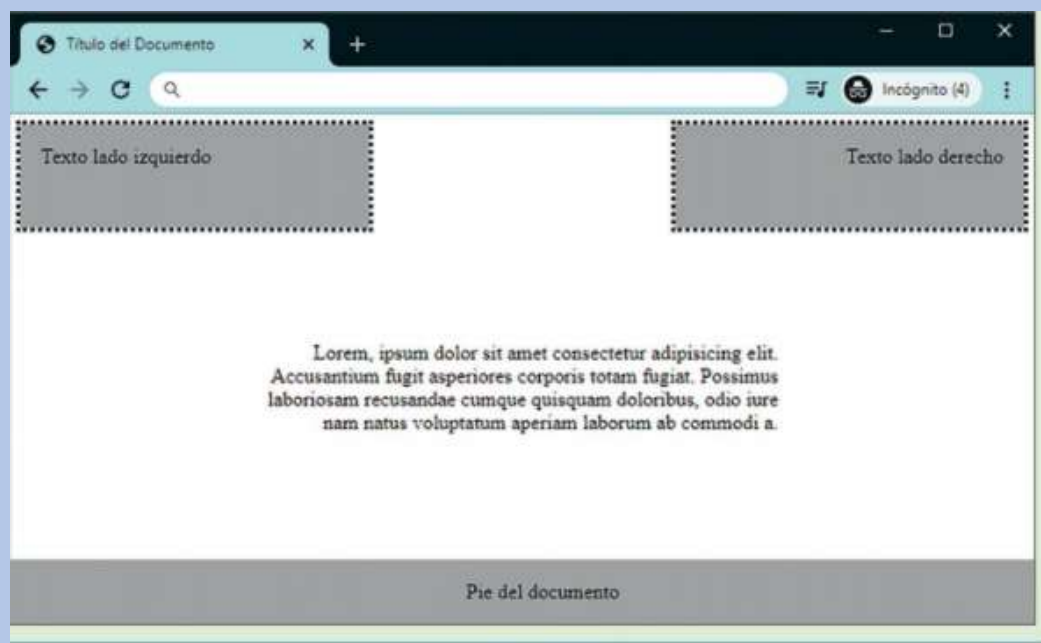 Título del Documento
Incógnito (4)
Texto lado izquierdo
Texto lado derecho
Lorem, ipsum dolor sit amet consectetur adipisicing elit.
Accusantium fugit asperiores corporis totam fugiat. Possimus
laboriosam recusandae cumque quisquam doloribus, odio iure
nam natus voluptatum aperiam laborum ab commodi a.
Pie del documento